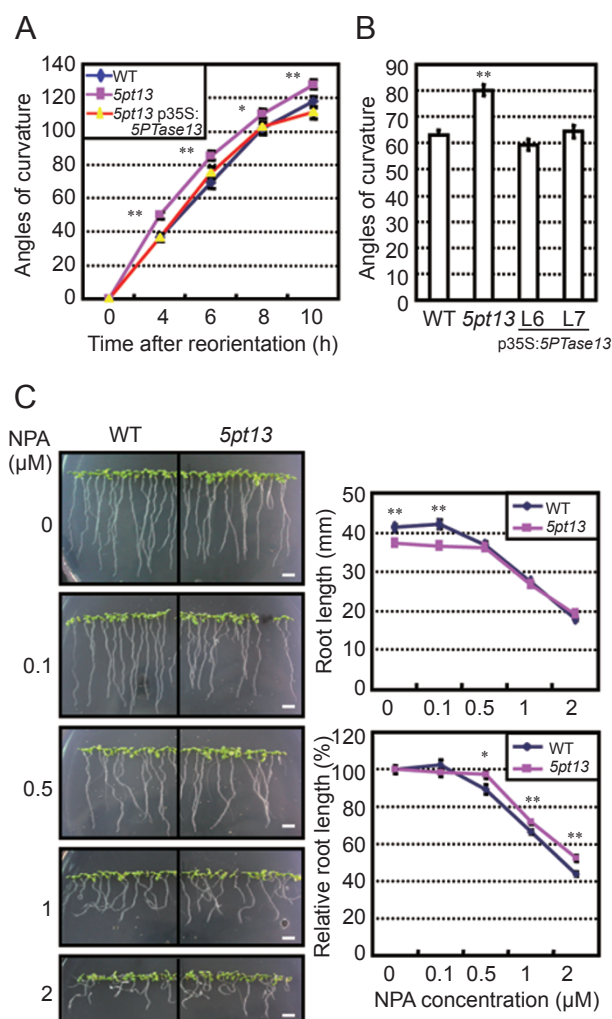 A
140
120
100
80
60
40
20
0
Angles of curvature
WT
5pt13
5pt13 p35S:
5PTase13
**
**
*
**
0 4 6 8 10
Time after reorientation (h)
B
90
80
70
60
50
40
30
20
10
0
Angles of curvature
**
WT 5pt13 L6 L7
p35S:5PTase13
C
NPA
(μM)
WT 5pt13
0
0.1
0.5
1
2
50
40
30
20
10
0
Root length (mm)
** **
WT
5pt13
0 0.1 0.5 1 2
120
100
80
60
40
20
0
Relative root length (%)
WT
5pt13
*
**
**
0 0.1 0.5 1 2
NPA concentration (μM)